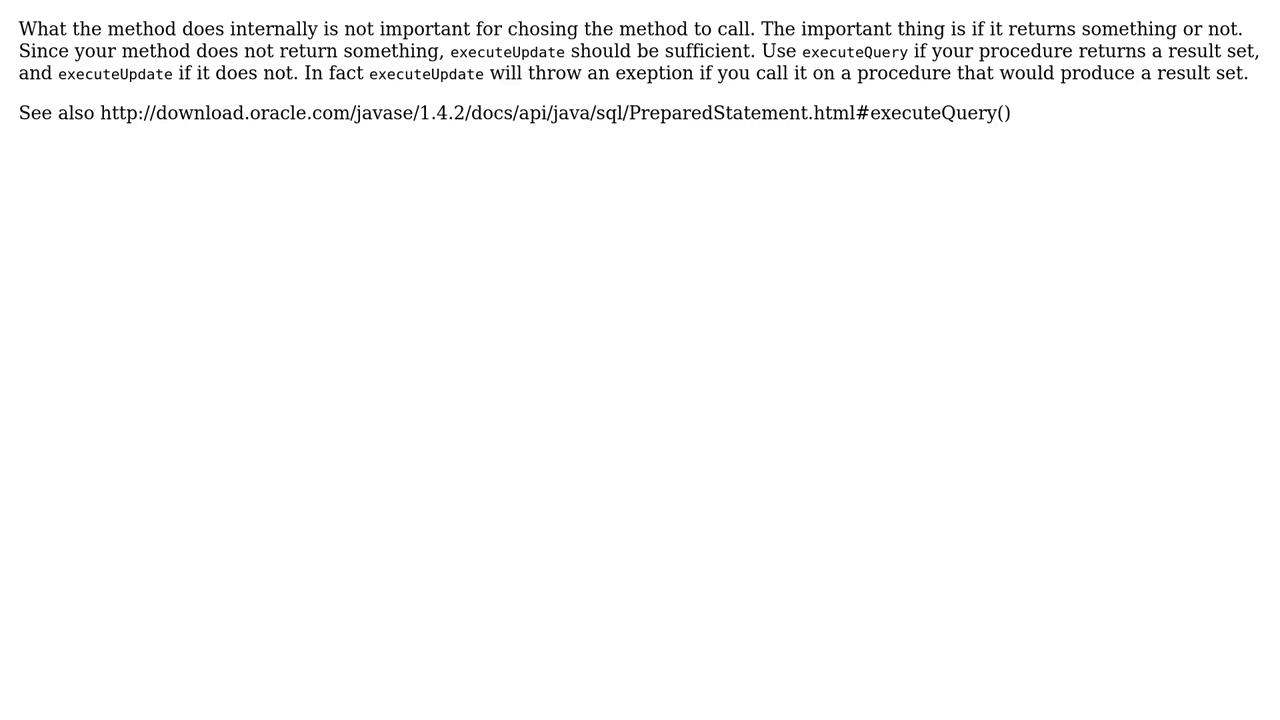 What the method does internally is not important for chosing the method to call. The important thing is if it returns something or not.
Since your method does not return something, executeUpdate should be sufficient. Use executeQuery if your procedure returns a result set,
and executeUpdate if it does not. In fact executeUpdate will throw an exeption if you call it on a procedure that would produce a result set.
See also http://download.oracle.com/javase/1.4.2/docs/api/java/sql/PreparedStatement.html#executeQuery()